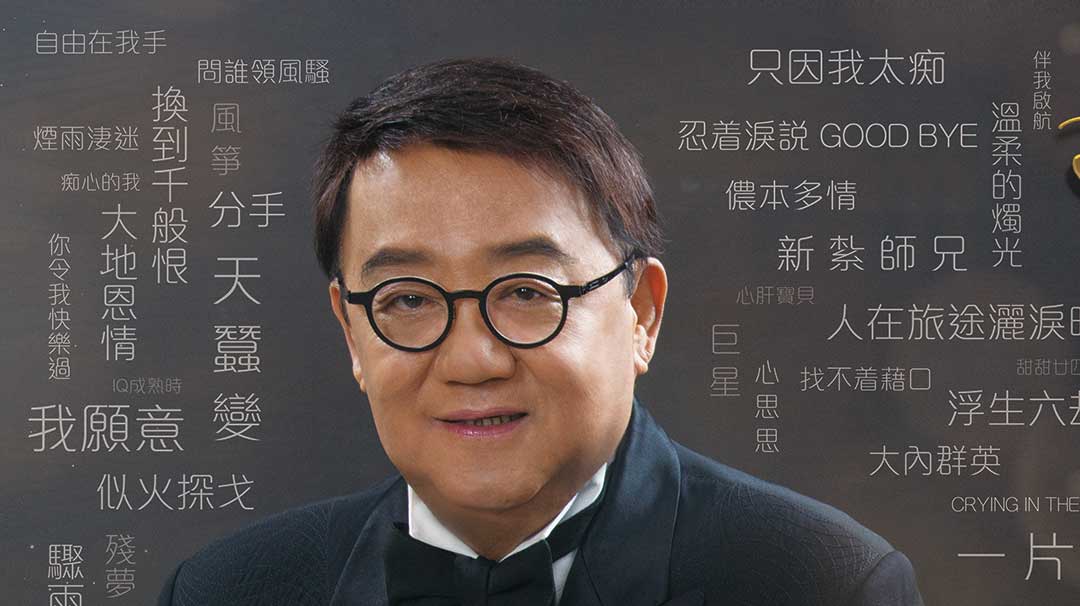 自由在我手
問誰領風騷
換到千般恨
風箏
煙雨淒迷
痴心的我
分手
大地恩情
你令我快樂過
天蠶變
IQ成熟時
我願意
似火探戈
殘夢
驟雨
只因我太痴
伴我啟航
忍着淚説 GOOD BYE
溫柔的燭光
儂本多情
新紮師兄
心肝寶貝
人在旅途灑淚時
巨星
心思思
找不着藉口
甜甜廿四
浮生六劫
大內群英
CRYING IN THE
一片